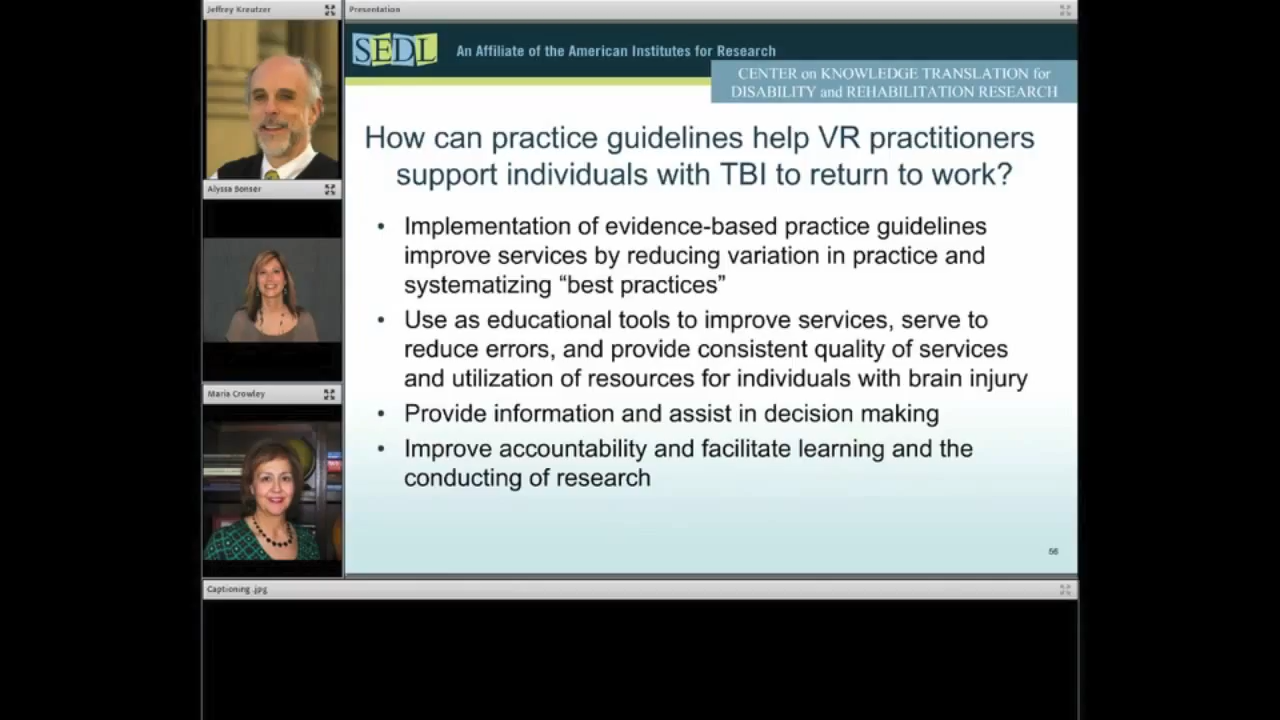 Jeffrey Kreutzer
Presentation
SEDL
An Affiliate of the American Institutes for Research
CENTER on KNOWLEDGE TRANSLATION for
DISABILITY and REHABILITATION RESEARCH
Alyssa Bonser
Maria Crowley
How can practice guidelines help VR practitioners
support individuals with TBI to return to work?
• Implementation of evidence-based practice guidelines
improve services by reducing variation in practice and
systematizing “best practices”
• Use as educational tools to improve services, serve to
reduce errors, and provide consistent quality of services
and utilization of resources for individuals with brain injury
• Provide information and assist in decision making
• Improve accountability and facilitate learning and the
conducting of research
56
Captioning .jpg